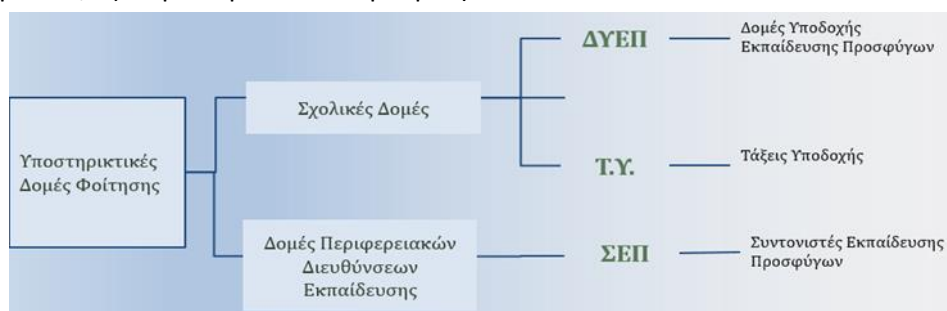 Υποστηρικτικές
Δομές Φοίτησης
Σχολικές Δομές
ΔΥΕΠ
Δομές Υποδοχής
Εκπαίδευσης Προσφύγων
Τ.Υ.
Τάξεις Υποδοχής
Δομές Περιφερειακών
Διευθύνσεων
Εκπαίδευσης
ΣΕΠ
Συντονιστές Εκπαίδευσης
Προσφύγων